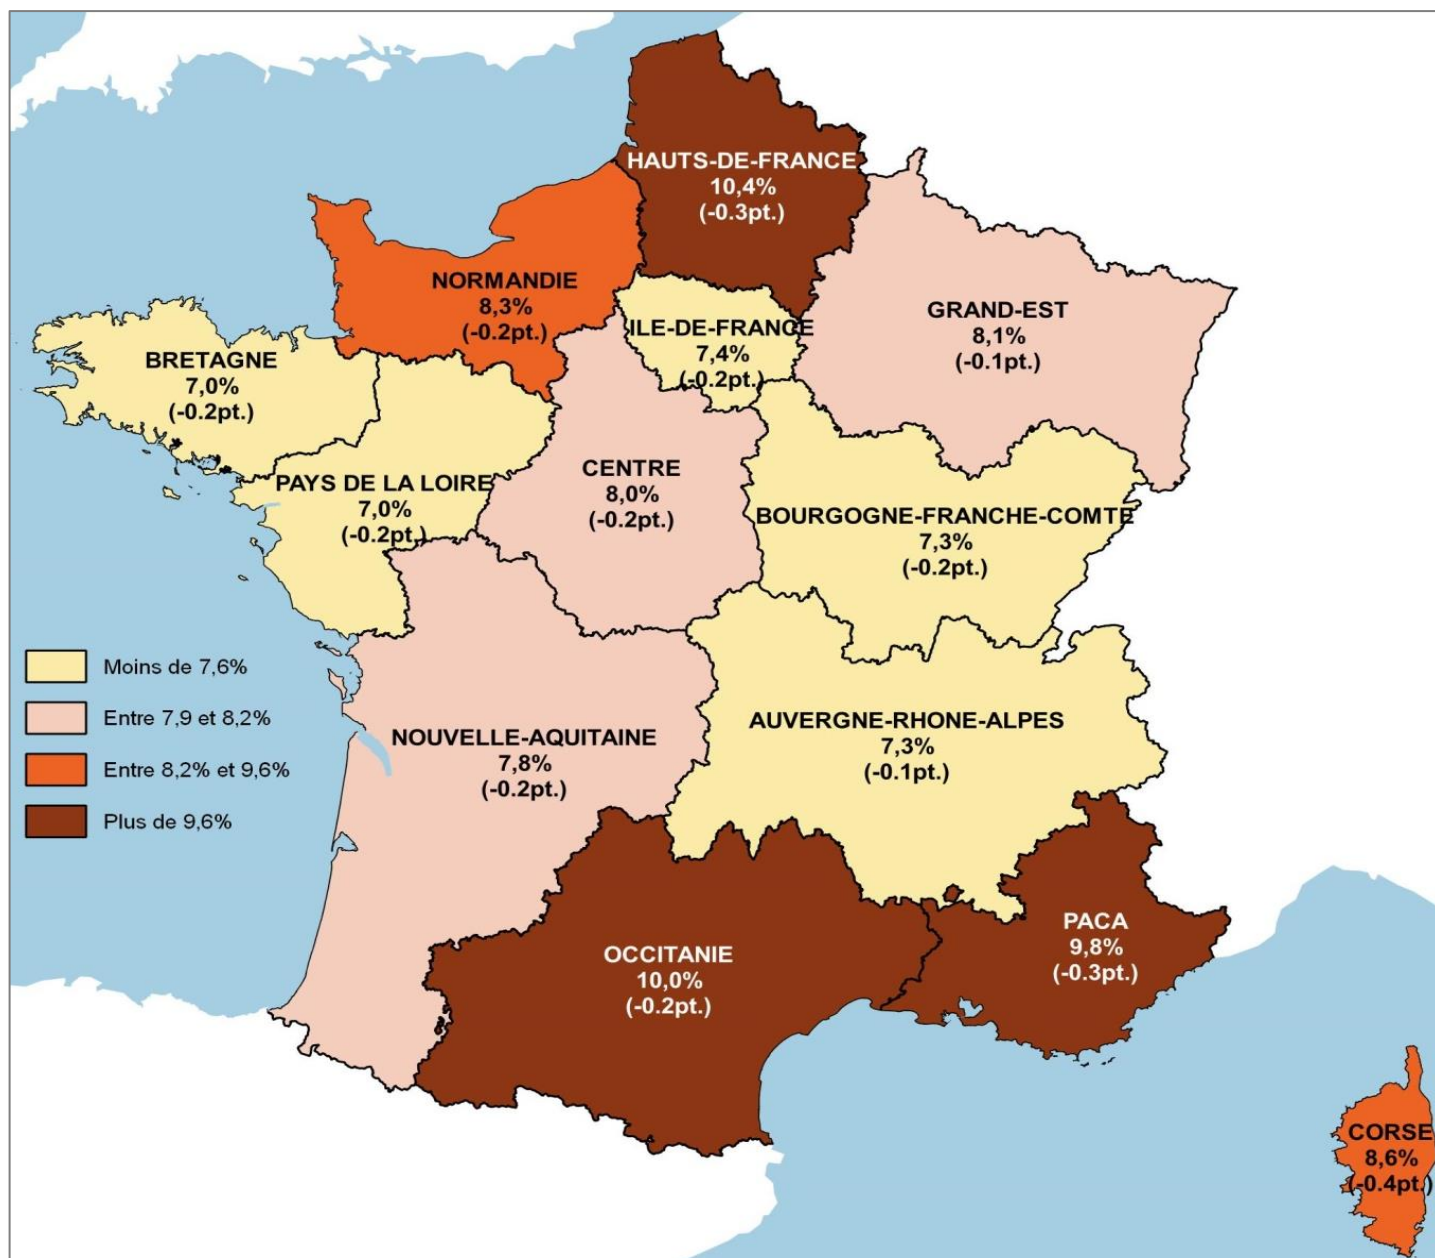 HAUTS-DE-FRANCE
10,4%
(-0.3pt.)
NORMANDIE
8,3%
(-0.2pt.)
GRAND-EST
8,1%
(-0.1pt.)
ILE-DE-FRANCE
7,4%
(-0.2pt.)
BRETAGNE
7,0%
(-0.2pt.)
PAYS DE LA LOIRE
7,0%
(-0.2pt.)
CENTRE
8,0%
(-0.2pt.)
BOURGOGNE-FRANCHE-COMTE
7,3%
(-0.2pt.)
Moins de 7,6%
Entre 7,9 et 8,2%
Entre 8,2% et 9,6%
Plus de 9,6%
NOUVELLE-AQUITAINE
7,8%
(-0.2pt.)
AUVERGNE-RHONE-ALPES
7,3%
(-0.1pt.)
OCCITANIE
10,0%
(-0.2pt.)
PACA
9,8%
(-0.3pt.)
CORSE
8,6%
(-0.4pt.)